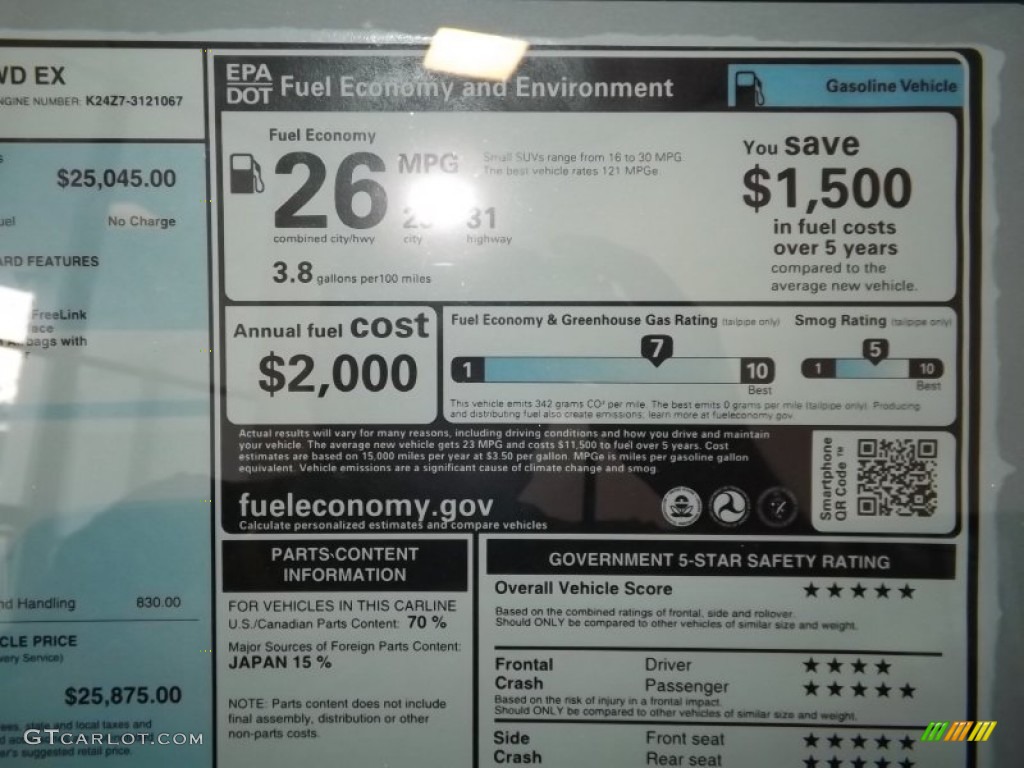 WD EX
ENGINE NUMBER: K24Z7-3121067
$25,045.00
No Charge
FEATURES
FreeLink
bags with
Handling 830.00
PRICE
Service)
$25,875.00
state and local taxes and
suggested retail price.
EPA
DOT
Fuel Economy and Environment
Gasoline Vehicle
Fuel Economy
26 MPG
combined city/hwy
city
31
highway
3.8 gallons per100 miles
Small SUVs range from 16 to 30 MPG.
The best vehicle rates 121 MPGe.
You save
$1,500
in fuel costs
over 5 years
compared to the
average new vehicle.
Annual fuel cost
$2,000
Fuel Economy & Greenhouse Gas Rating (tailpipe only)
7
1 10
Best
Smog Rating (tailpipe only)
5
1 10
Best
This vehicle emits 342 grams CO² per mile. The best emits 0 grams per mile (tailpipe only). Producing
and distributing fuel also create emissions; learn more at fueleconomy.gov.
Actual results will vary for many reasons, including driving conditions and how you drive and maintain
your vehicle. The average new vehicle gets 23 MPG and costs $11,500 to fuel over 5 years. Cost
estimates are based on 15,000 miles per year at $3.50 per gallon. MPGe is miles per gasoline gallon
equivalent. Vehicle emissions are a significant cause of climate change and smog.
fueleconomy.gov
Calculate personalized estimates and compare vehicles
Smartphone
QR Code™
PARTS CONTENT
INFORMATION
FOR VEHICLES IN THIS CARLINE
U.S./Canadian Parts Content: 70 %
Major Sources of Foreign Parts Content:
JAPAN 15 %
NOTE: Parts content does not include
final assembly, distribution or other
non-parts costs.
GOVERNMENT 5-STAR SAFETY RATING
Overall Vehicle Score ★★★★★
Based on the combined ratings of frontal, side and rollover.
Should ONLY be compared to other vehicles of similar size and weight.
Frontal Driver ★★★★
Crash Passenger ★★★★★
Based on the risk of injury in a frontal impact.
Should ONLY be compared to other vehicles of similar size and weight.
Side Front seat ★★★★★
Crash Rear seat ★★★★★
GTCARLOT.COM